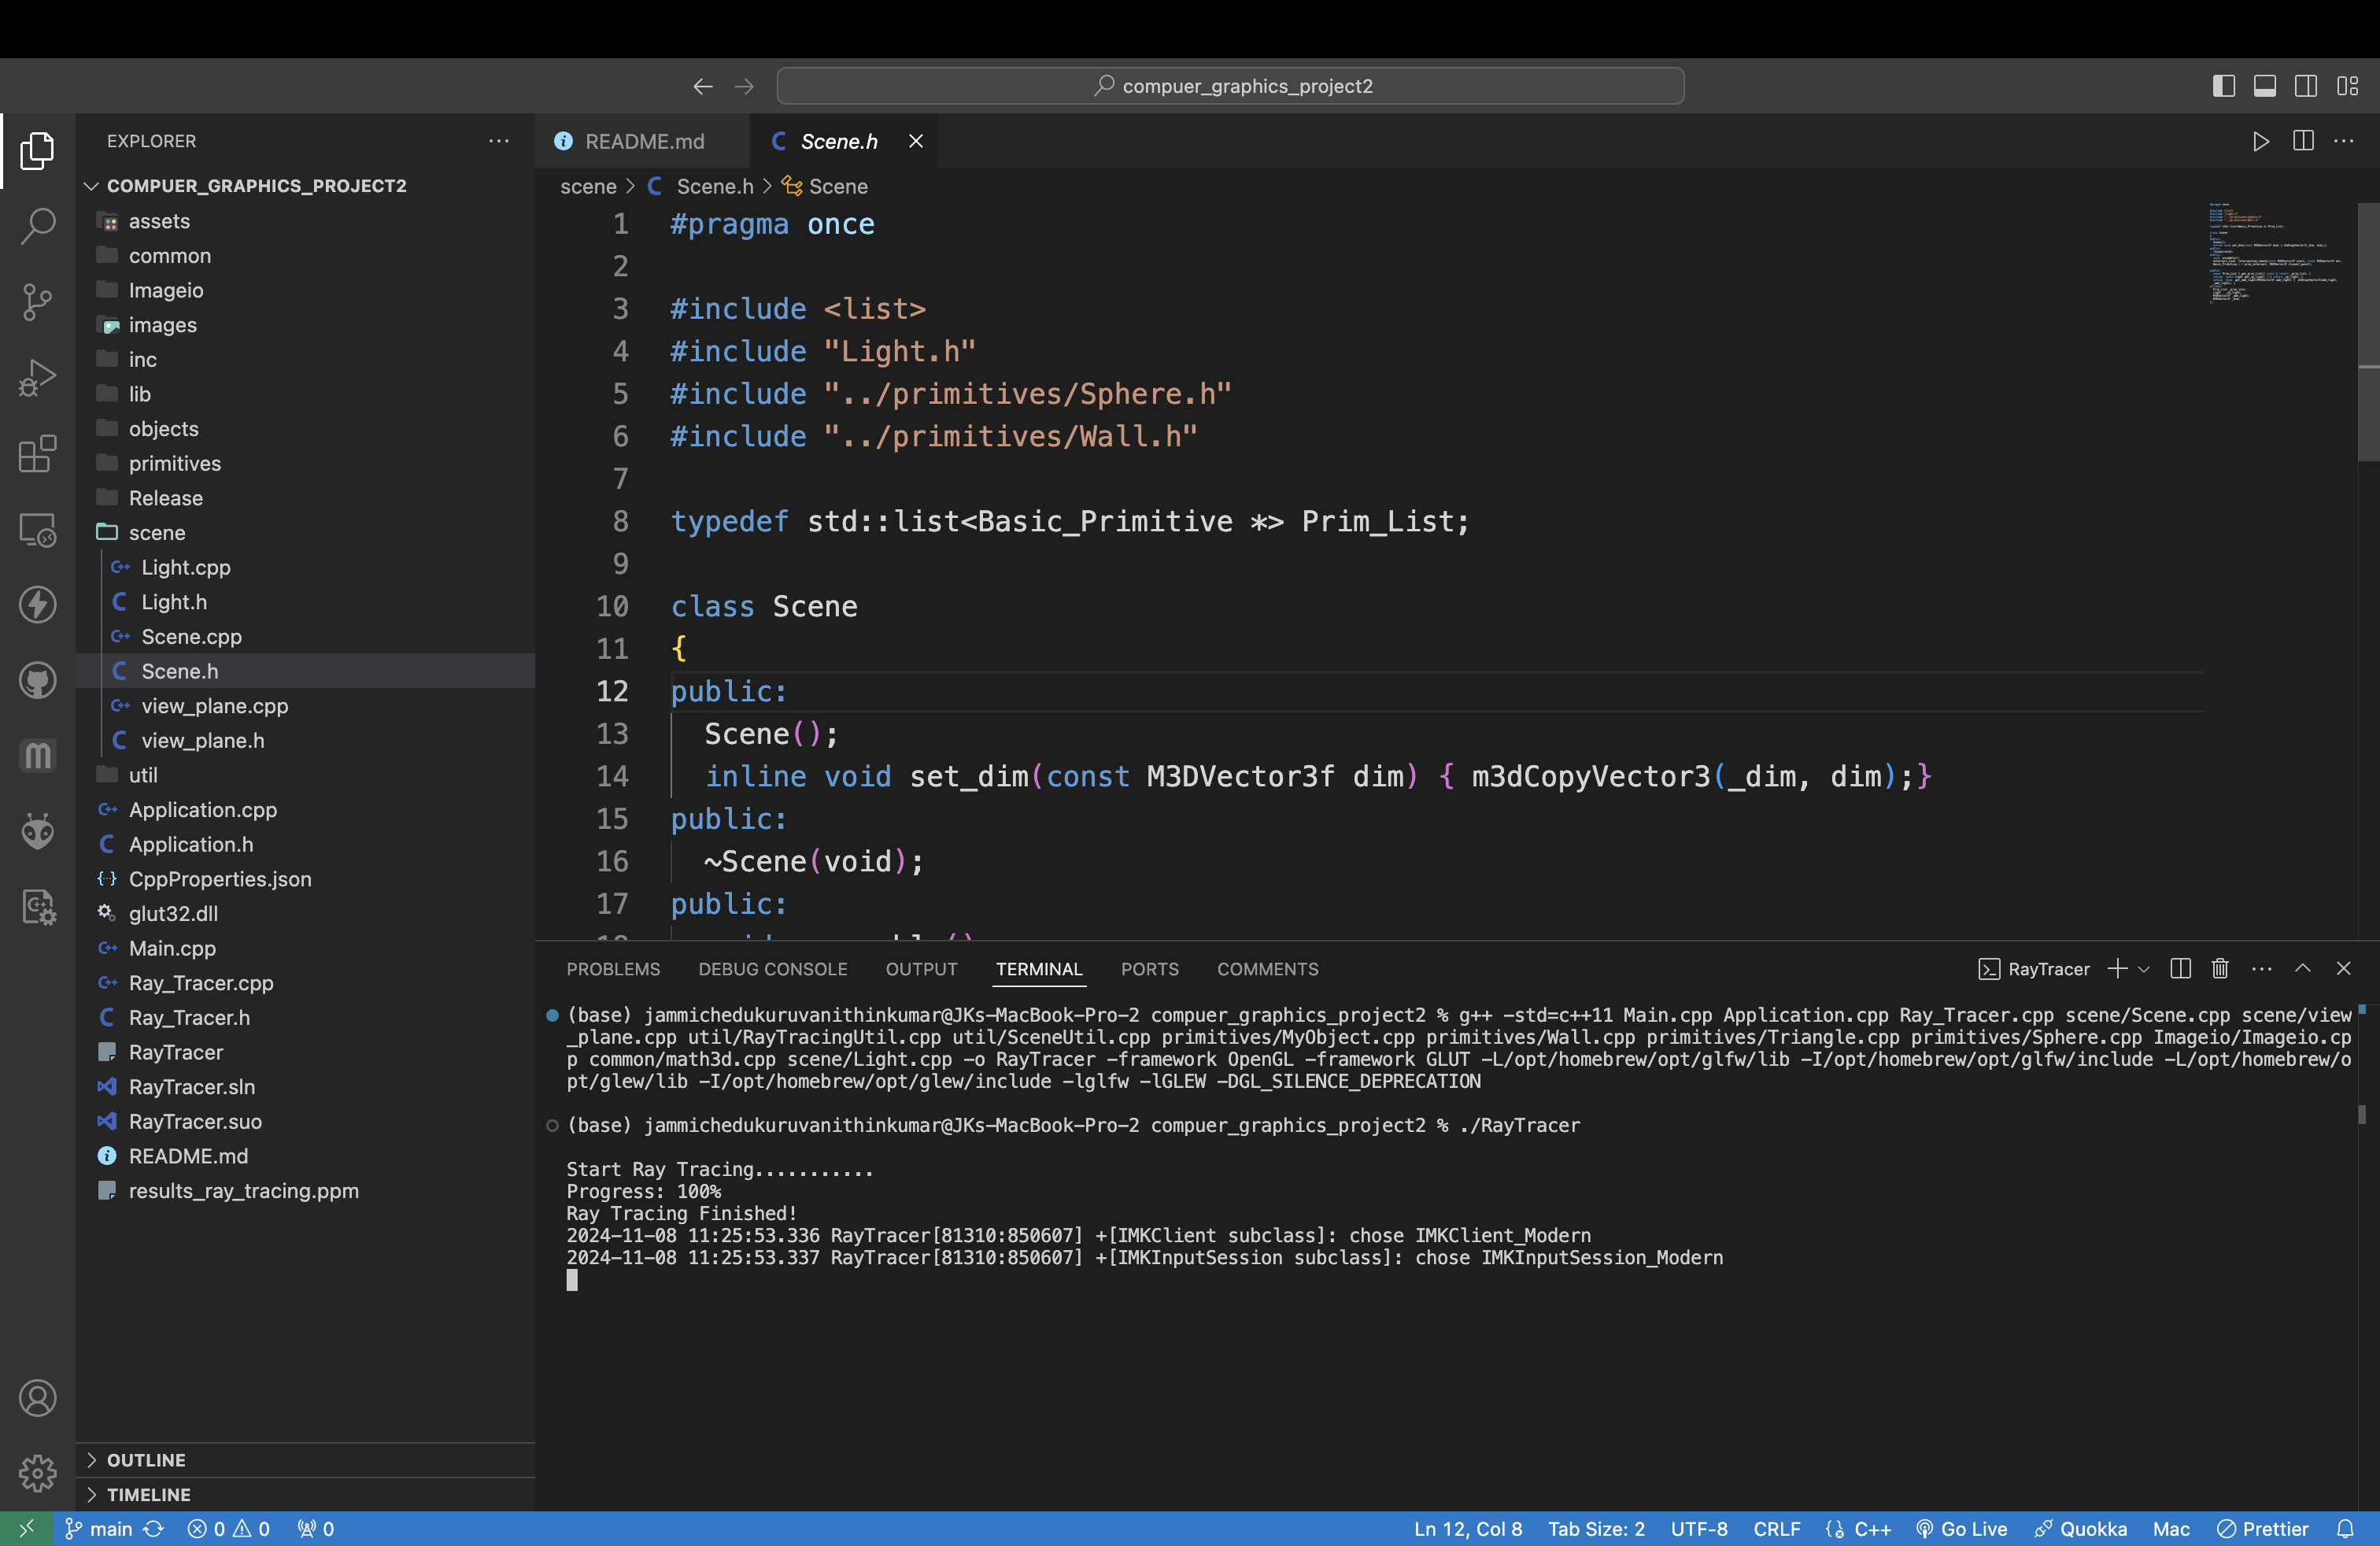 compuer_graphics_project2
EXPLORER
COMPUER_GRAPHICS_PROJECT2
assets
common
Imageio
images
inc
lib
objects
primitives
Release
scene
Light.cpp
Light.h
Scene.cpp
Scene.h
view_plane.cpp
view_plane.h
util
Application.cpp
Application.h
CppProperties.json
glut32.dll
Main.cpp
Ray_Tracer.cpp
Ray_Tracer.h
RayTracer
RayTracer.sln
RayTracer.suo
README.md
results_ray_tracing.ppm
OUTLINE
TIMELINE
README.md Scene.h
scene > Scene.h > Scene
1 #pragma once
2
3 #include <list>
4 #include "Light.h"
5 #include "../primitives/Sphere.h"
6 #include "../primitives/Wall.h"
7
8 typedef std::list<Basic_Primitive *> Prim_List;
9
10 class Scene
11 {
12 public:
13 Scene();
14 inline void set_dim(const M3DVector3f dim) { m3dCopyVector3(_dim, dim);}
15 public:
16 ~Scene(void);
17 public:
PROBLEMS DEBUG CONSOLE OUTPUT TERMINAL PORTS COMMENTS RayTracer
(base) jammichedukuruvanithinkumar@JKs-MacBook-Pro-2 compuer_graphics_project2 % g++ -std=c++11 Main.cpp Application.cpp Ray_Tracer.cpp scene/Scene.cpp scene/view
_plane.cpp util/RayTracingUtil.cpp util/SceneUtil.cpp primitives/MyObject.cpp primitives/Wall.cpp primitives/Triangle.cpp primitives/Sphere.cpp Imageio/Imageio.cp
p common/math3d.cpp scene/Light.cpp -o RayTracer -framework OpenGL -framework GLUT -L/opt/homebrew/opt/glfw/lib -I/opt/homebrew/opt/glfw/include -L/opt/homebrew/o
pt/glew/lib -I/opt/homebrew/opt/glew/include -lglfw -lGLEW -DGL_SILENCE_DEPRECATION
(base) jammichedukuruvanithinkumar@JKs-MacBook-Pro-2 compuer_graphics_project2 % ./RayTracer
Start Ray Tracing...........
Progress: 100%
Ray Tracing Finished!
2024-11-08 11:25:53.336 RayTracer[81310:850607] +[IMKClient subclass]: chose IMKClient_Modern
2024-11-08 11:25:53.337 RayTracer[81310:850607] +[IMKInputSession subclass]: chose IMKInputSession_Modern
main 0 0 0 Ln 12, Col 8 Tab Size: 2 UTF-8 CRLF C++ Go Live Quokka Mac Prettier